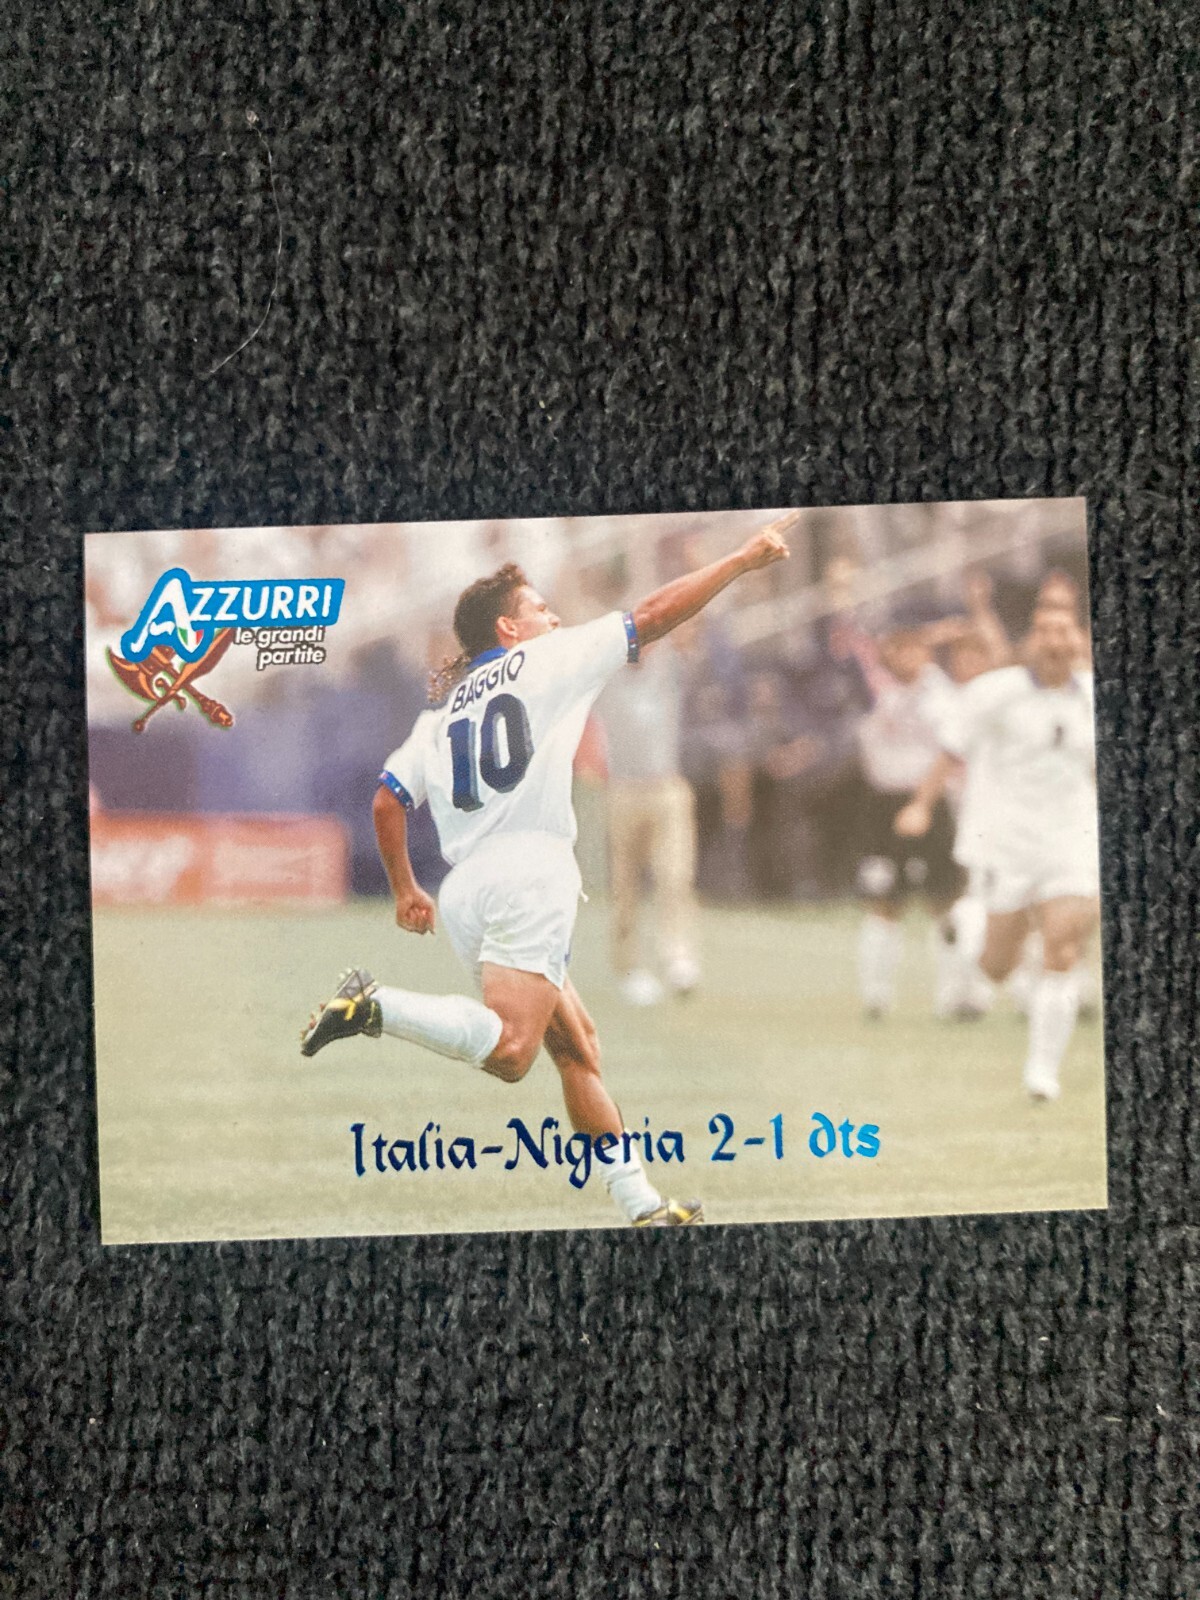 AZZURRI
le grandi
partite
BAGGIO
10
Italia-Nigeria 2-1 dts